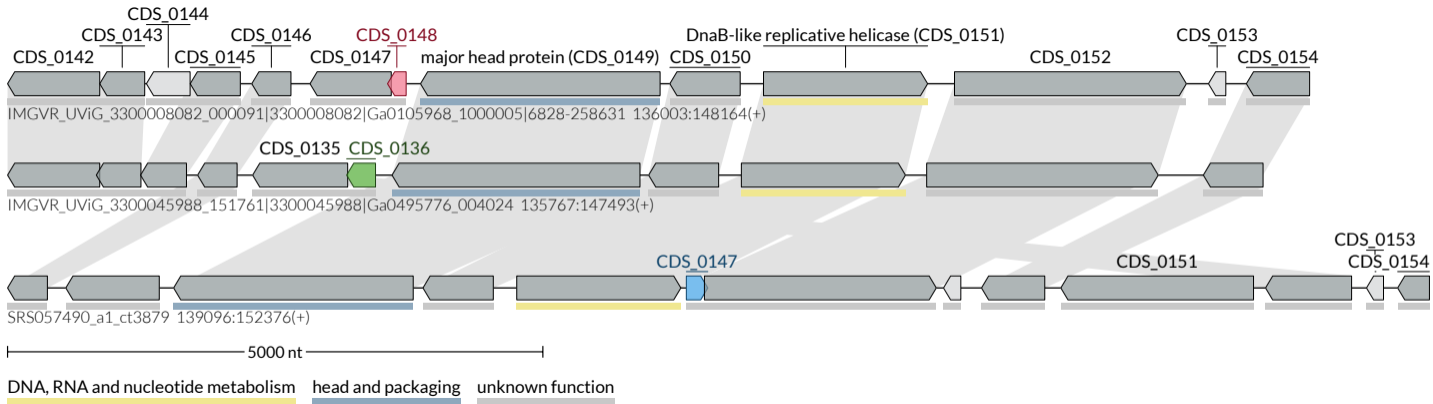 CDS_0144
CDS_0143 CDS_0146 CDS_0148 DnaB-like replicative helicase (CDS_0151) CDS_0153
CDS_0142 CDS_0145 CDS_0147 major head protein (CDS_0149) CDS_0150 CDS_0152 CDS_0154
IMGVR_UViG_3300008082_000091|3300008082|Ga0105968_1000005|6828-258631 136003:148164(+)
CDS_0135 CDS_0136
IMGVR_UViG_3300045988_151761|3300045988|Ga0495776_004024 135767:147493(+)
CDS_0153
CDS_0147 CDS_0151 CDS_0154
SRS057490_a1_ct3879 139096:152376(+)
5000 nt
DNA, RNA and nucleotide metabolism head and packaging unknown function